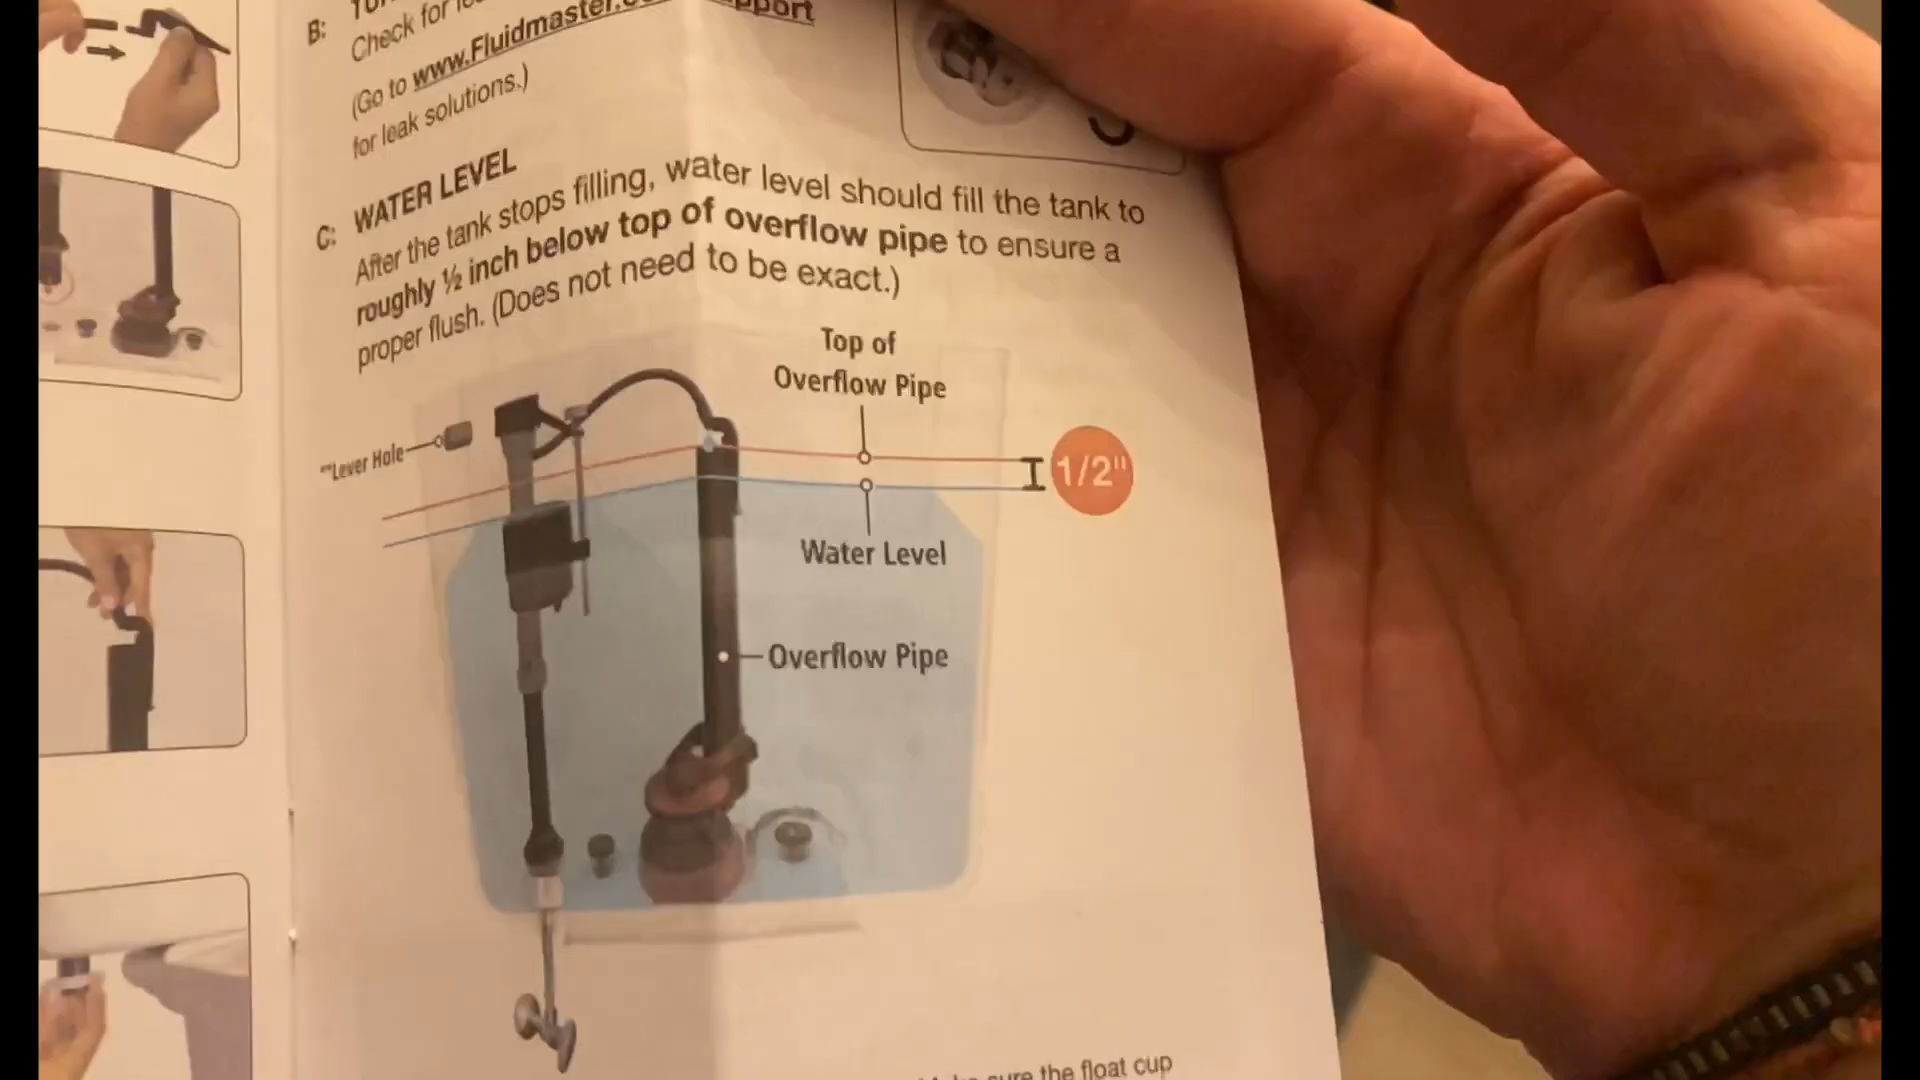 B:
Check for
(Go to www.Fluidmaster.
for leak solutions.)
C: WATER LEVEL
After the tank stops filling, water level should fill the tank to
roughly ½ inch below top of overflow pipe to ensure a
proper flush. (Does not need to be exact.)
Top of
Overflow Pipe
Lever Hole
1/2"
Water Level
Overflow Pipe
sure the float cup